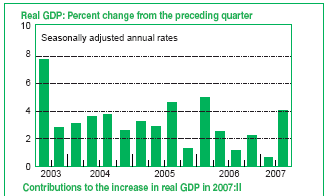 Real GDP: Percent change from the preceding quarter
10
Seasonally adjusted annual rates
8
6
4
2
0
2003 2004 2005 2006 2007
Contributions to the increase in real GDP in 2007:II